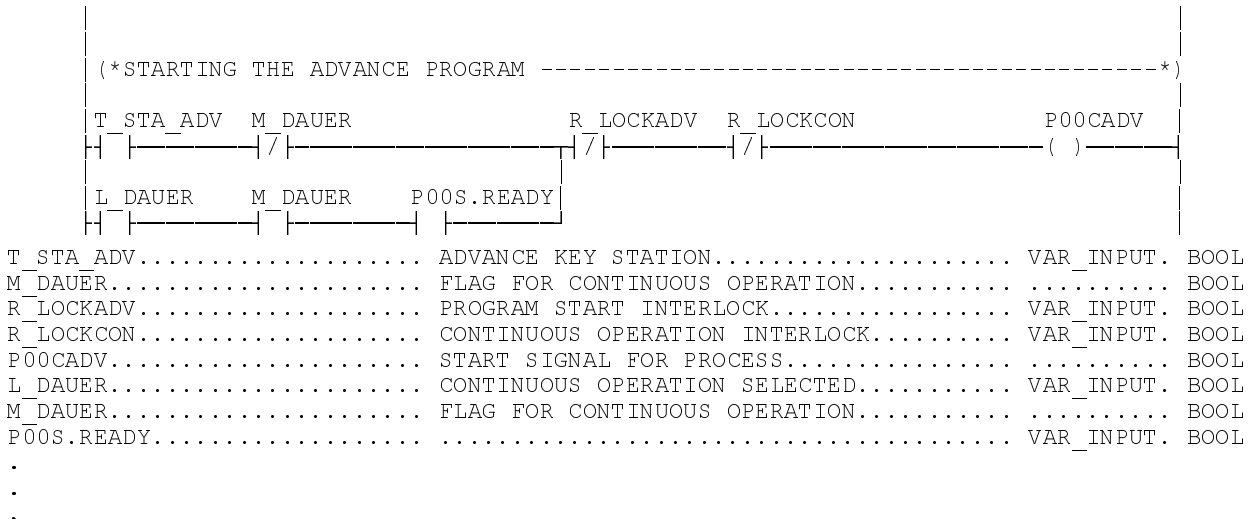 (*STARTING THE ADVANCE PROGRAM -------------------------------------------*)
T_STA_ADV M_DAUER R_LOCKADV R_LOCKCON P00CADV
L_DAUER M_DAUER P00S.READY
T_STA_ADV.................... ADVANCE KEY STATION..................... VAR_INPUT. BOOL
M_DAUER...................... FLAG FOR CONTINUOUS OPERATION........... .......... BOOL
R_LOCKADV.................... PROGRAM START INTERLOCK................. VAR_INPUT. BOOL
R_LOCKCON.................... CONTINUOUS OPERATION INTERLOCK.......... VAR_INPUT. BOOL
P00CADV...................... START SIGNAL FOR PROCESS................ .......... BOOL
L_DAUER...................... CONTINUOUS OPERATION SELECTED........... VAR_INPUT. BOOL
M_DAUER...................... FLAG FOR CONTINUOUS OPERATION........... .......... BOOL
P00S.READY................... ........................................ VAR_INPUT. BOOL
.
.
.